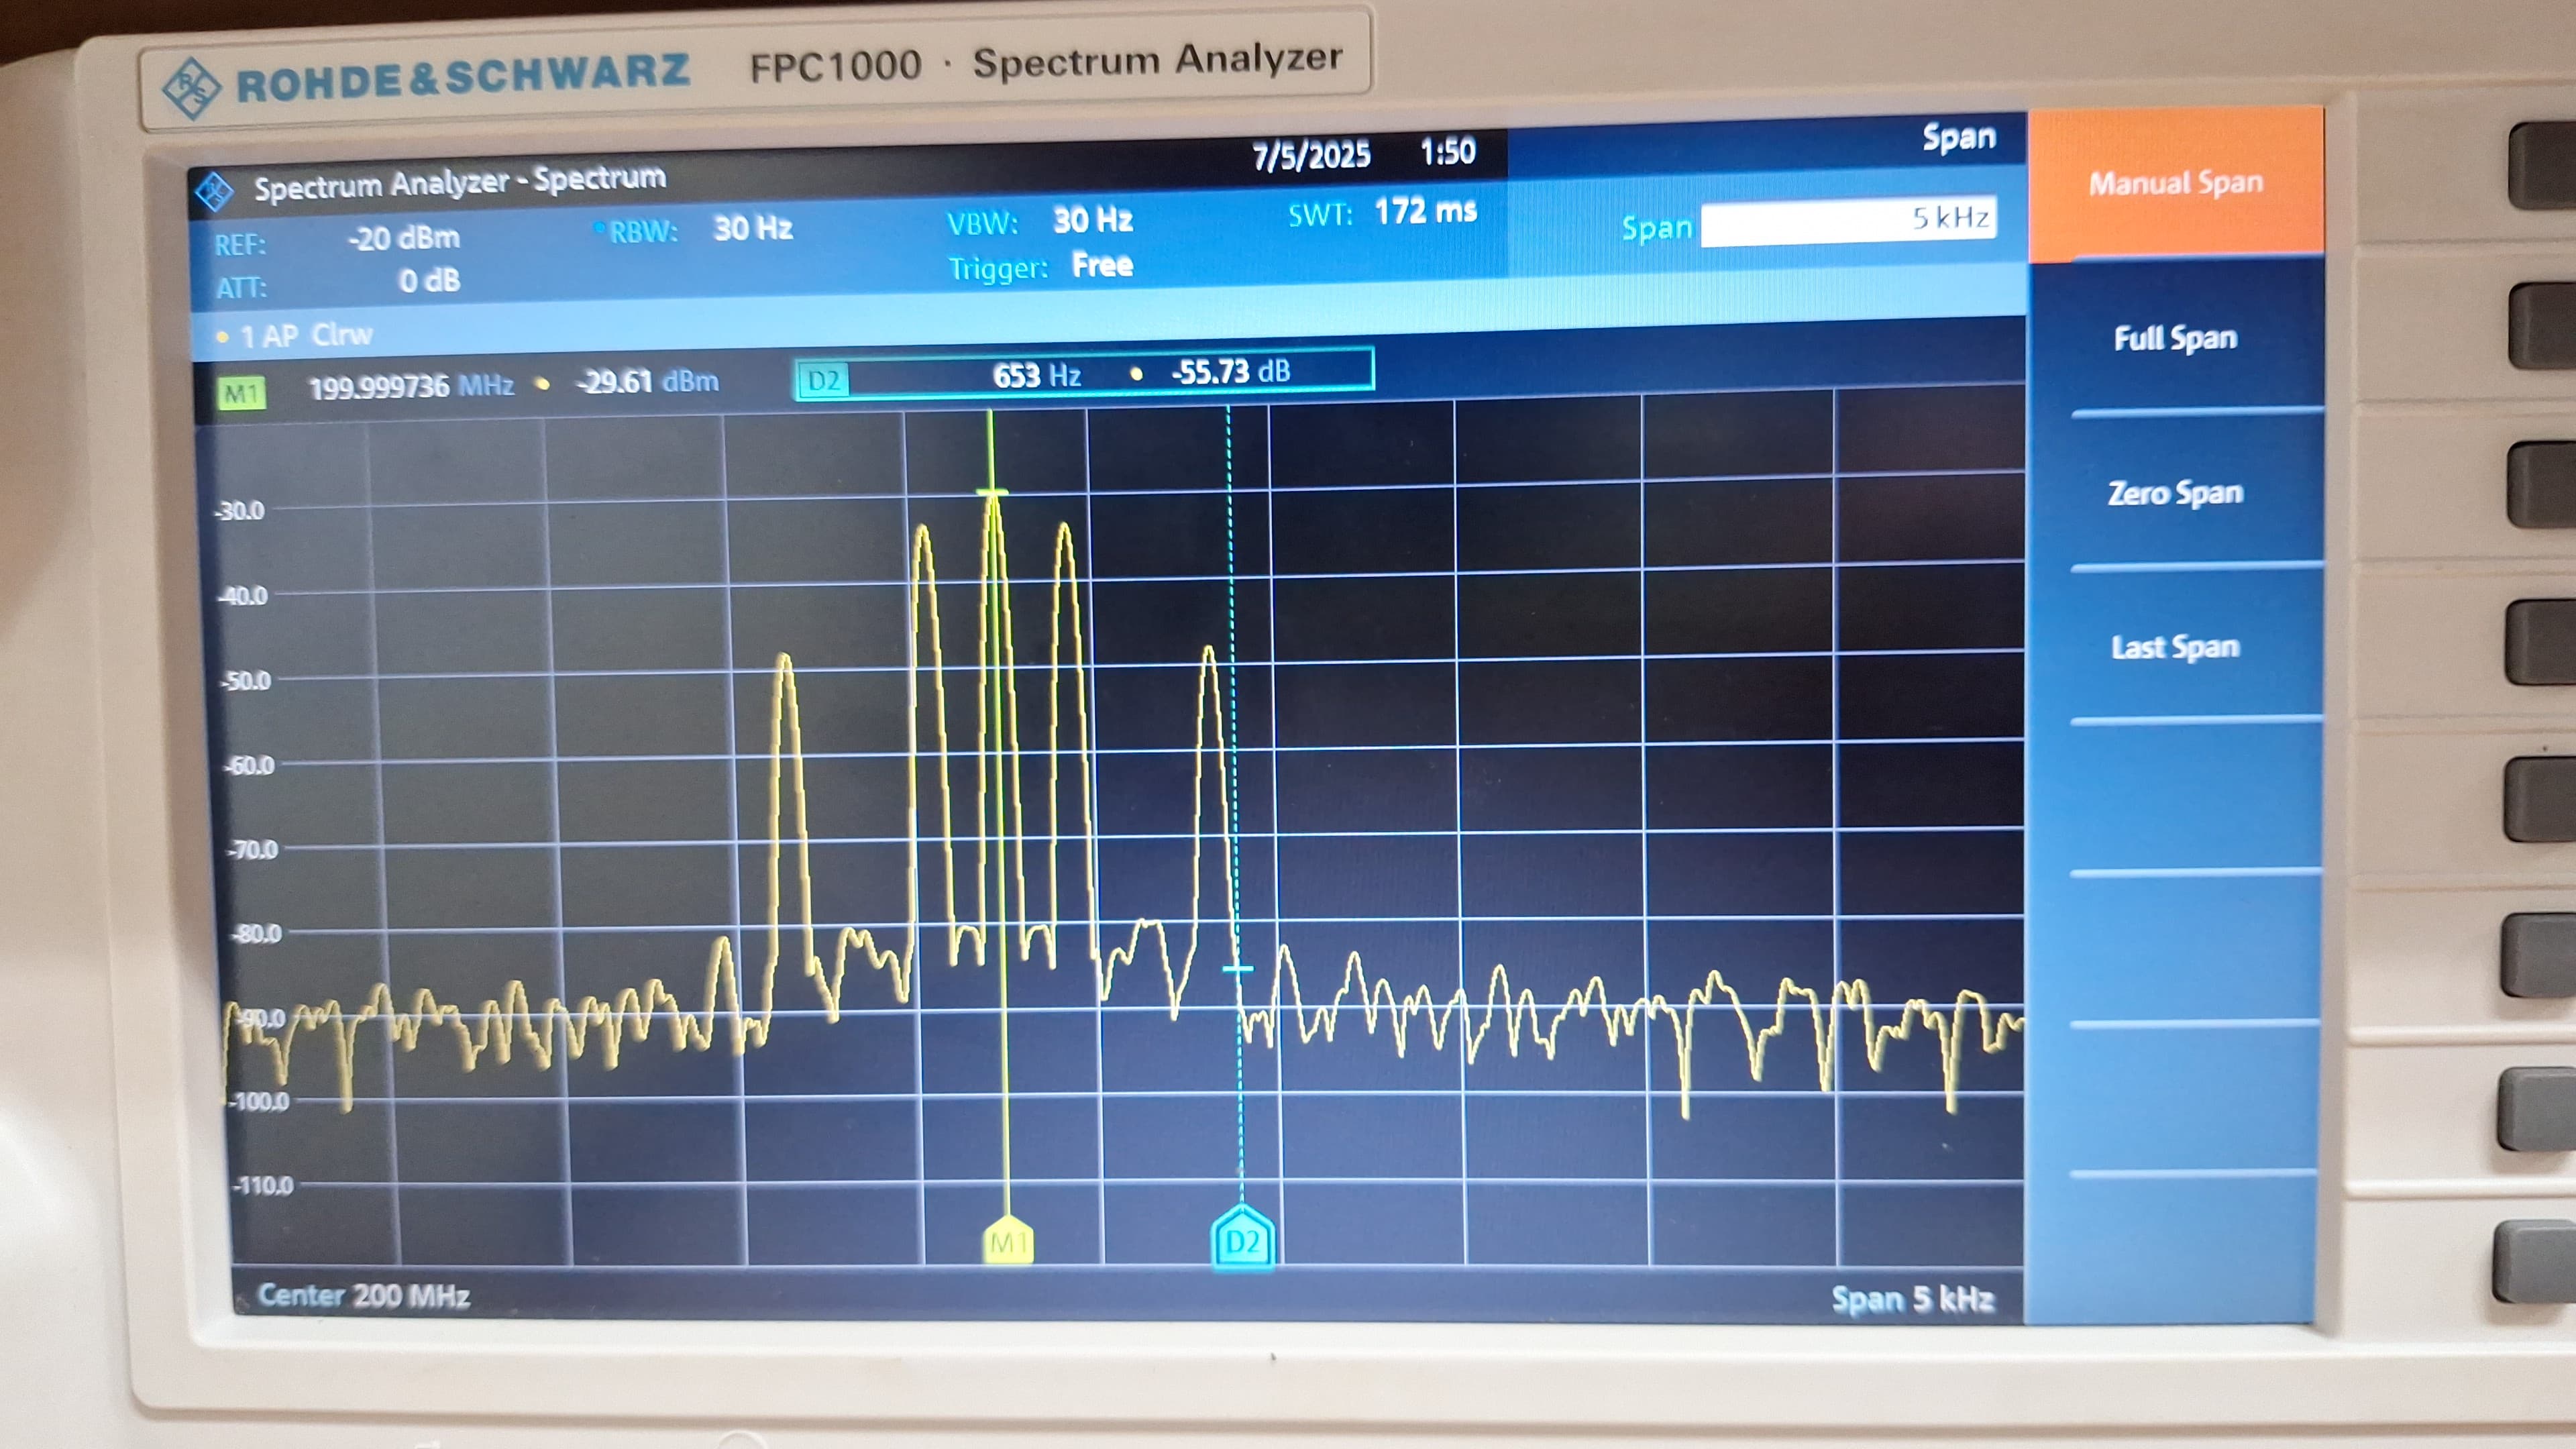 ROHDE&SCHWARZ FPC1000 · Spectrum Analyzer
Spectrum Analyzer - Spectrum 7/5/2025 1:50 Span
REF: -20 dBm RBW: 30 Hz VBW: 30 Hz SWT: 172 ms Span 5 kHz
ATT: 0 dB Trigger: Free
1 AP Clrw
M1 199.999736 MHz • -29.61 dBm D2 653 Hz • -55.73 dB
-30.0
-40.0
-50.0
-60.0
-70.0
-80.0
-90.0
-100.0
-110.0
M1 D2
Center 200 MHz Span 5 kHz
Manual Span
Full Span
Zero Span
Last Span